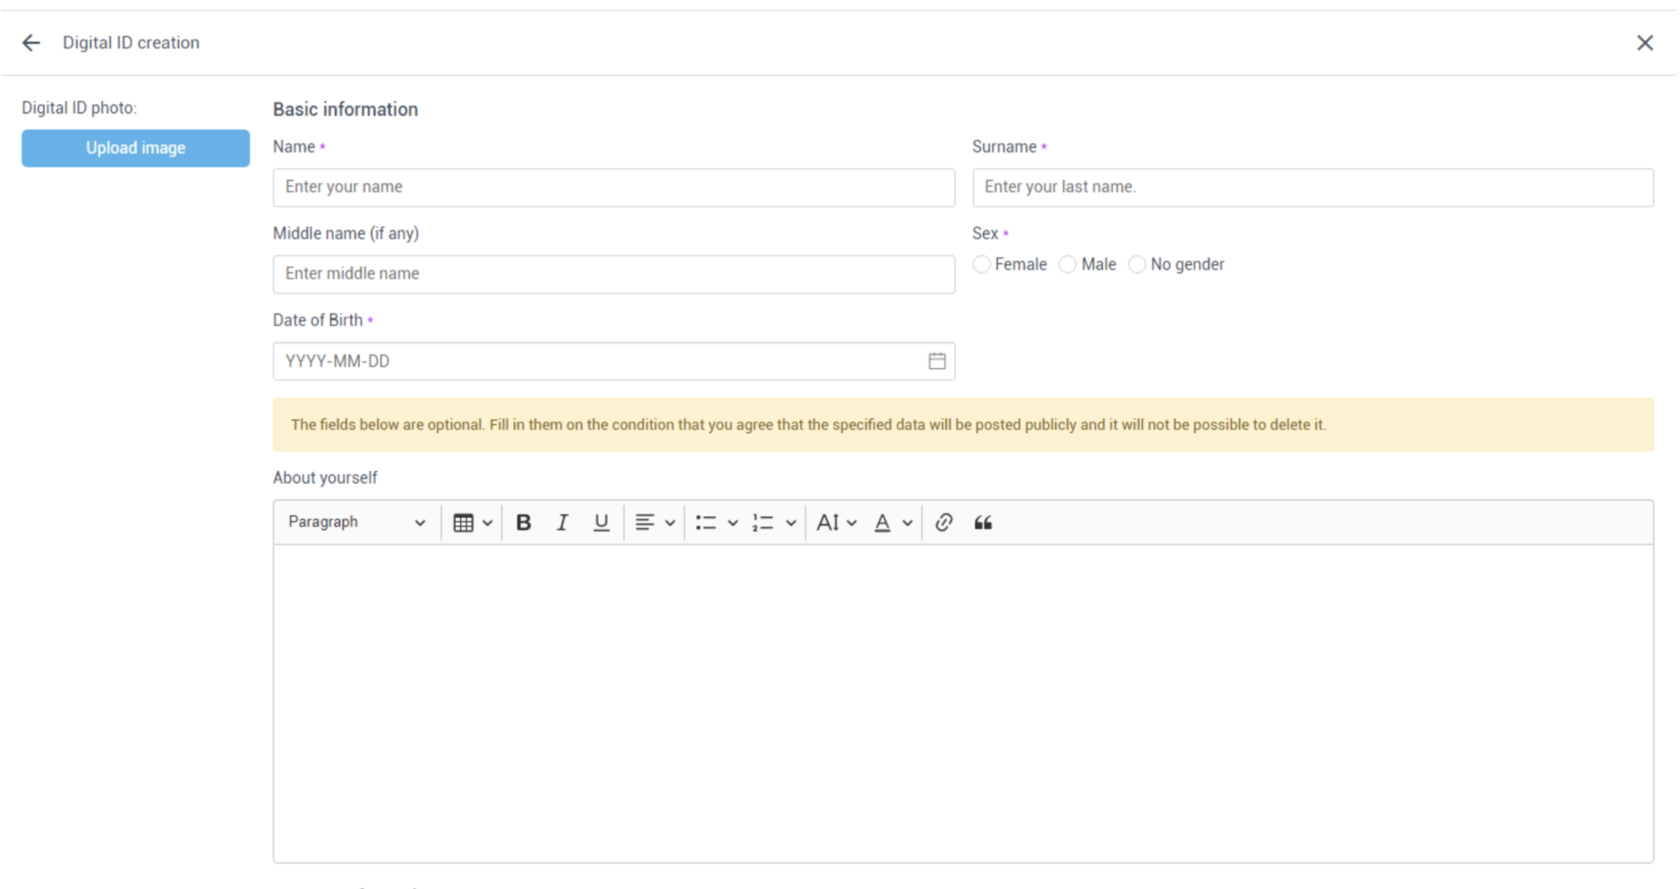 Digital ID creation
Digital ID photo:
Upload image
Basic information
Name *
Surname *
Enter your name
Enter your last name.
Middle name (if any)
Sex *
Enter middle name
Female Male No gender
Date of Birth *
YYYY-MM-DD
The fields below are optional. Fill in them on the condition that you agree that the specified data will be posted publicly and it will not be possible to delete it.
About yourself
Paragraph